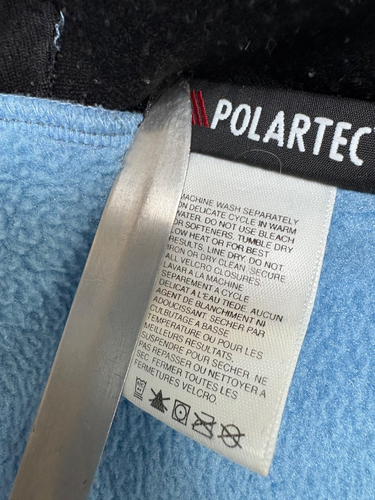 POLARTEC
MACHINE WASH SEPARATELY
ON DELICATE CYCLE IN WARM
WATER. DO NOT USE BLEACH
OR SOFTENERS. TUMBLE DRY
LOW HEAT OR FOR BEST
RESULTS, LINE DRY. DO NOT
IRON OR DRY CLEAN. SECURE
ALL VELCRO CLOSURES.
LAVAR A LA MACHINE
SEPAREMENT A CYCLE
DELICAT A L'EAU TIEDE. AUCUN
AGENT DE BLANCHIMENT NI
ADOUCISSANT. SECHER PAR
CULBUTAGE A BASSE
TEMPERATURE OU POUR LES
MEILLEURS RESULTATS,
SUSPENDRE POUR SECHER. NE
PAS REPASSER OU NETTOYER A
SEC. FERMER TOUTES LES
FERMETURES VELCRO.